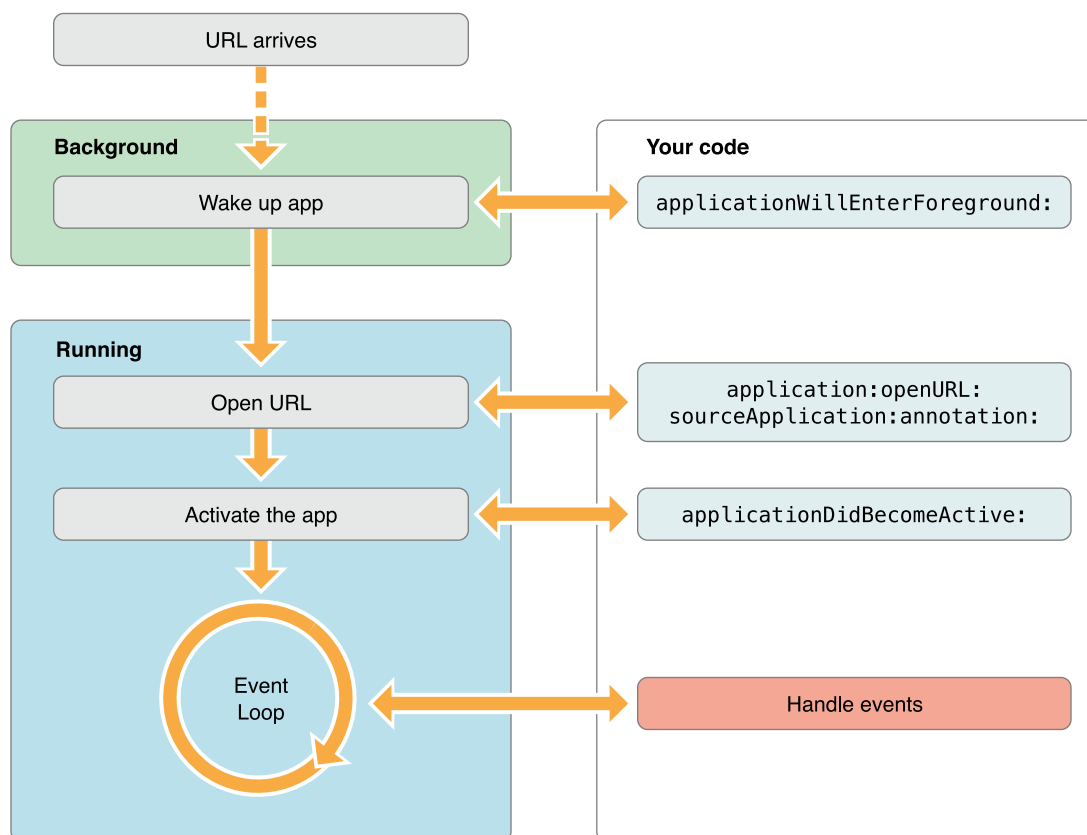 URL arrives
Background
Your code
Wake up app
applicationWillEnterForeground:
Running
Open URL
application:openURL:
sourceApplication:annotation:
Activate the app
applicationDidBecomeActive:
Event
Loop
Handle events